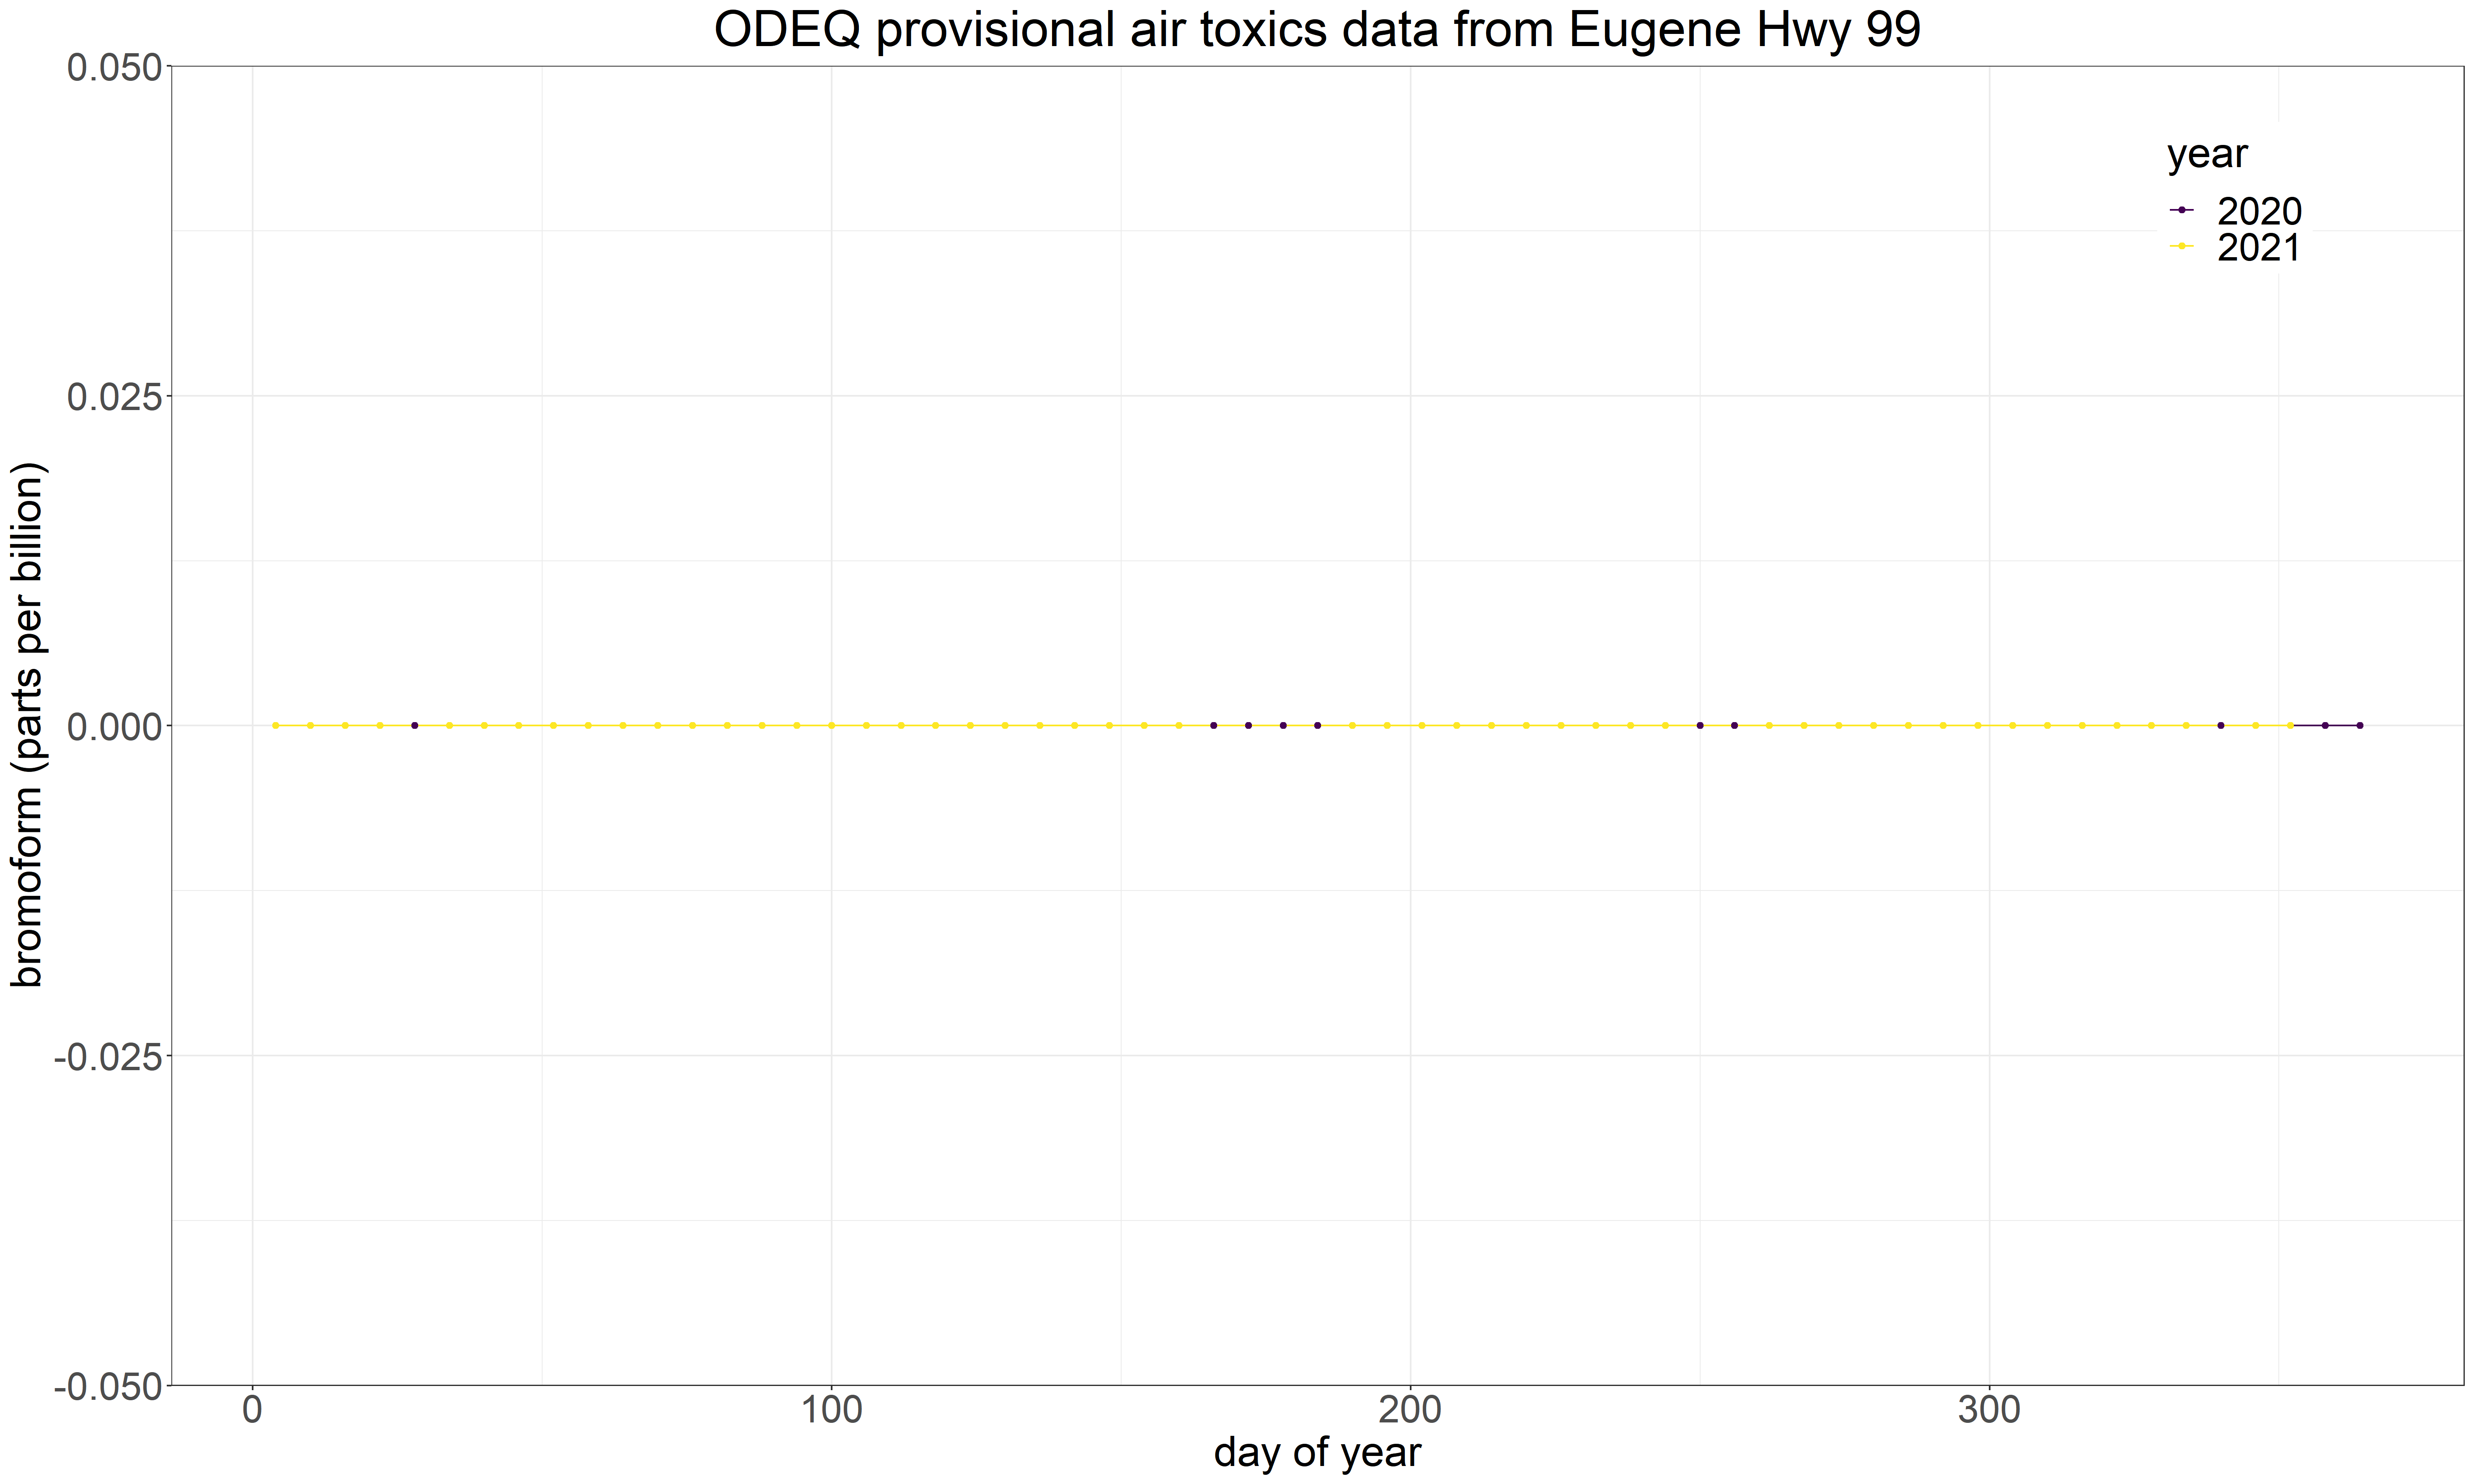 ODEQ provisional air toxics data from Eugene Hwy 99
0.050
0.025
0.000
-0.025
-0.050
bromoform (parts per billion)
year
2020
2021
0 100 200 300
day of year